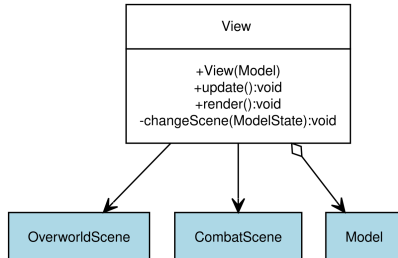 View
+View(Model)
+update():void
+render():void
-changeScene(ModelState):void
OverworldScene
CombatScene
Model